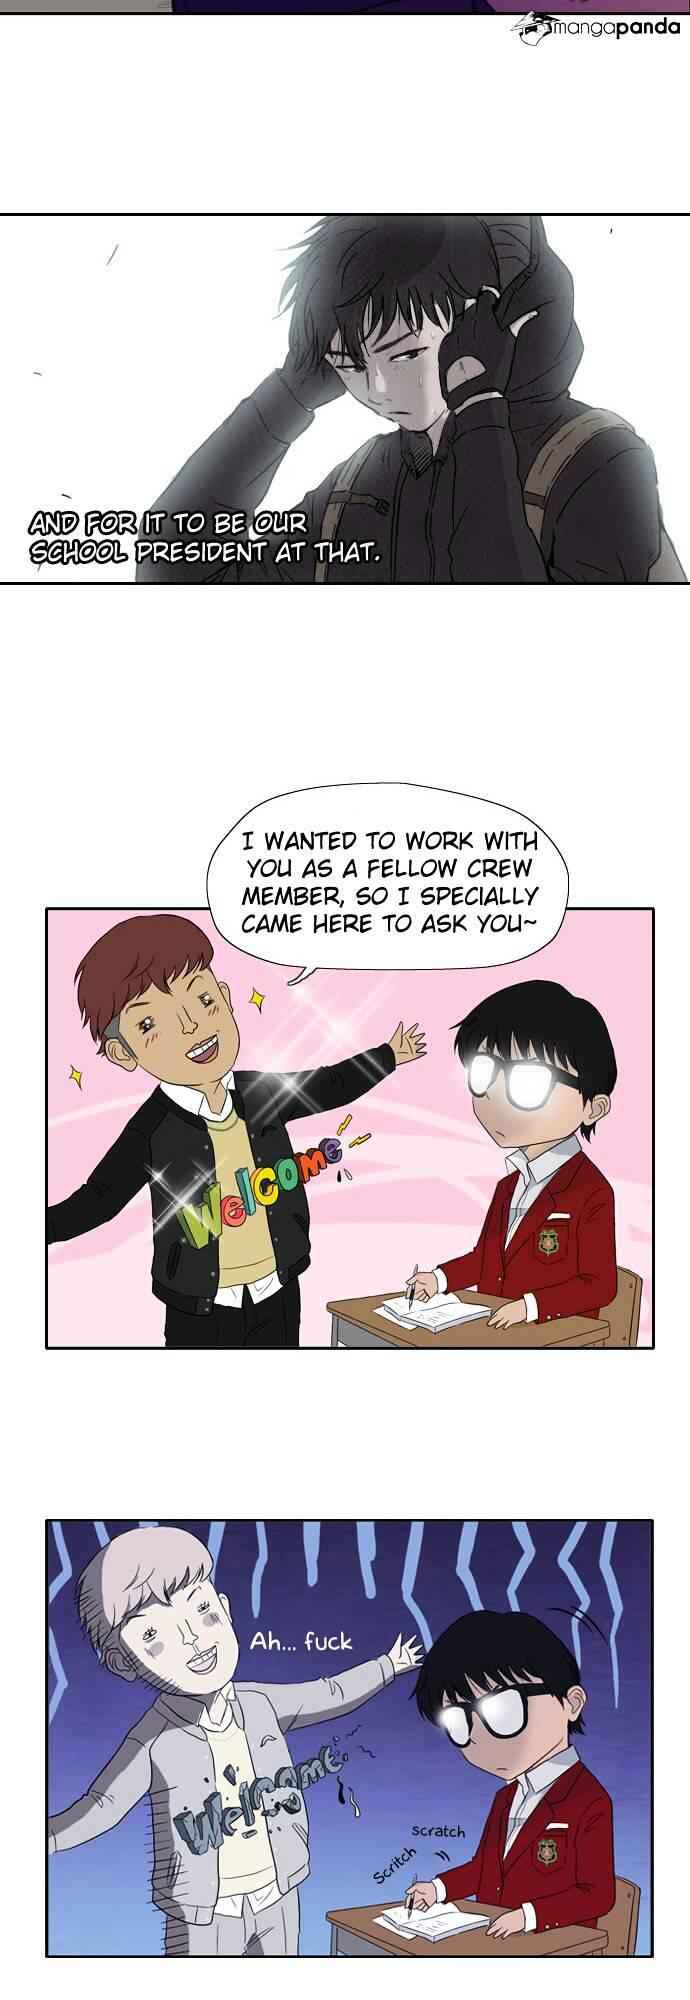 mangapanda
AND FOR IT TO BE OUR
SCHOOL PRESIDENT AT THAT.
I WANTED TO WORK WITH
YOU AS A FELLOW CREW
MEMBER, SO I SPECIALLY
CAME HERE TO ASK YOU~
Welcome
Ah... fuck
Welcome
scratch
Scritch